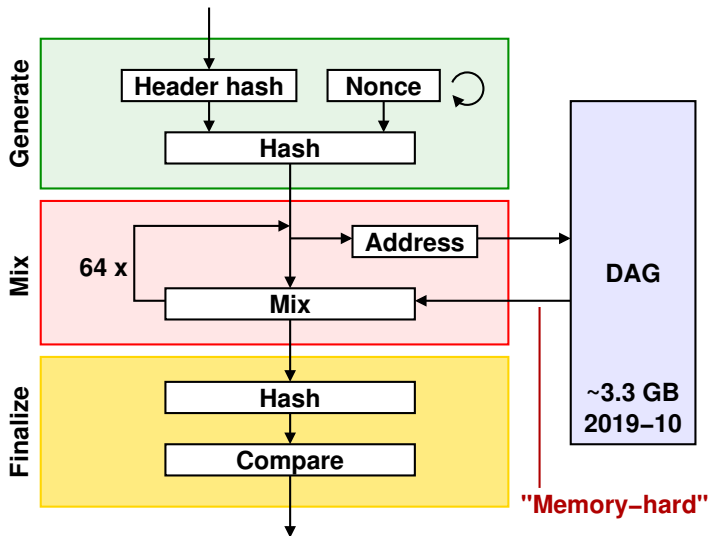 Generate
Header hash
Nonce
Hash
Mix
64 x
Address
Mix
DAG
~3.3 GB
2019−10
Finalize
Hash
Compare
"Memory−hard"